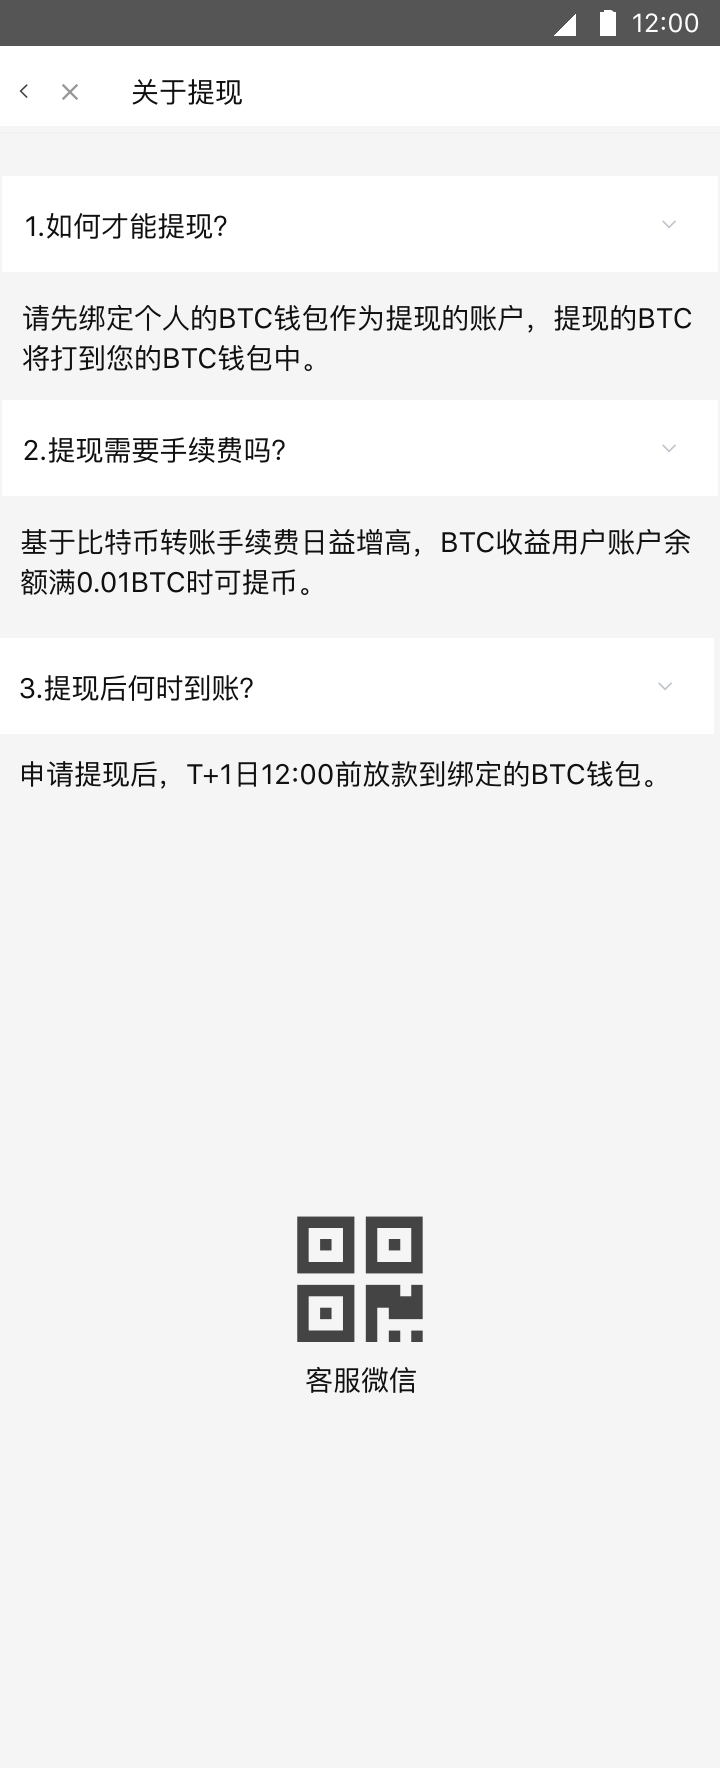 12:00
关于提现
1.如何才能提现?
请先绑定个人的BTC钱包作为提现的账户，提现的BTC
将打到您的BTC钱包中。
2.提现需要手续费吗?
基于比特币转账手续费日益增高，BTC收益用户账户余
额满0.01BTC时可提币。
3.提现后何时到账?
申请提现后，T+1日12:00前放款到绑定的BTC钱包。
客服微信